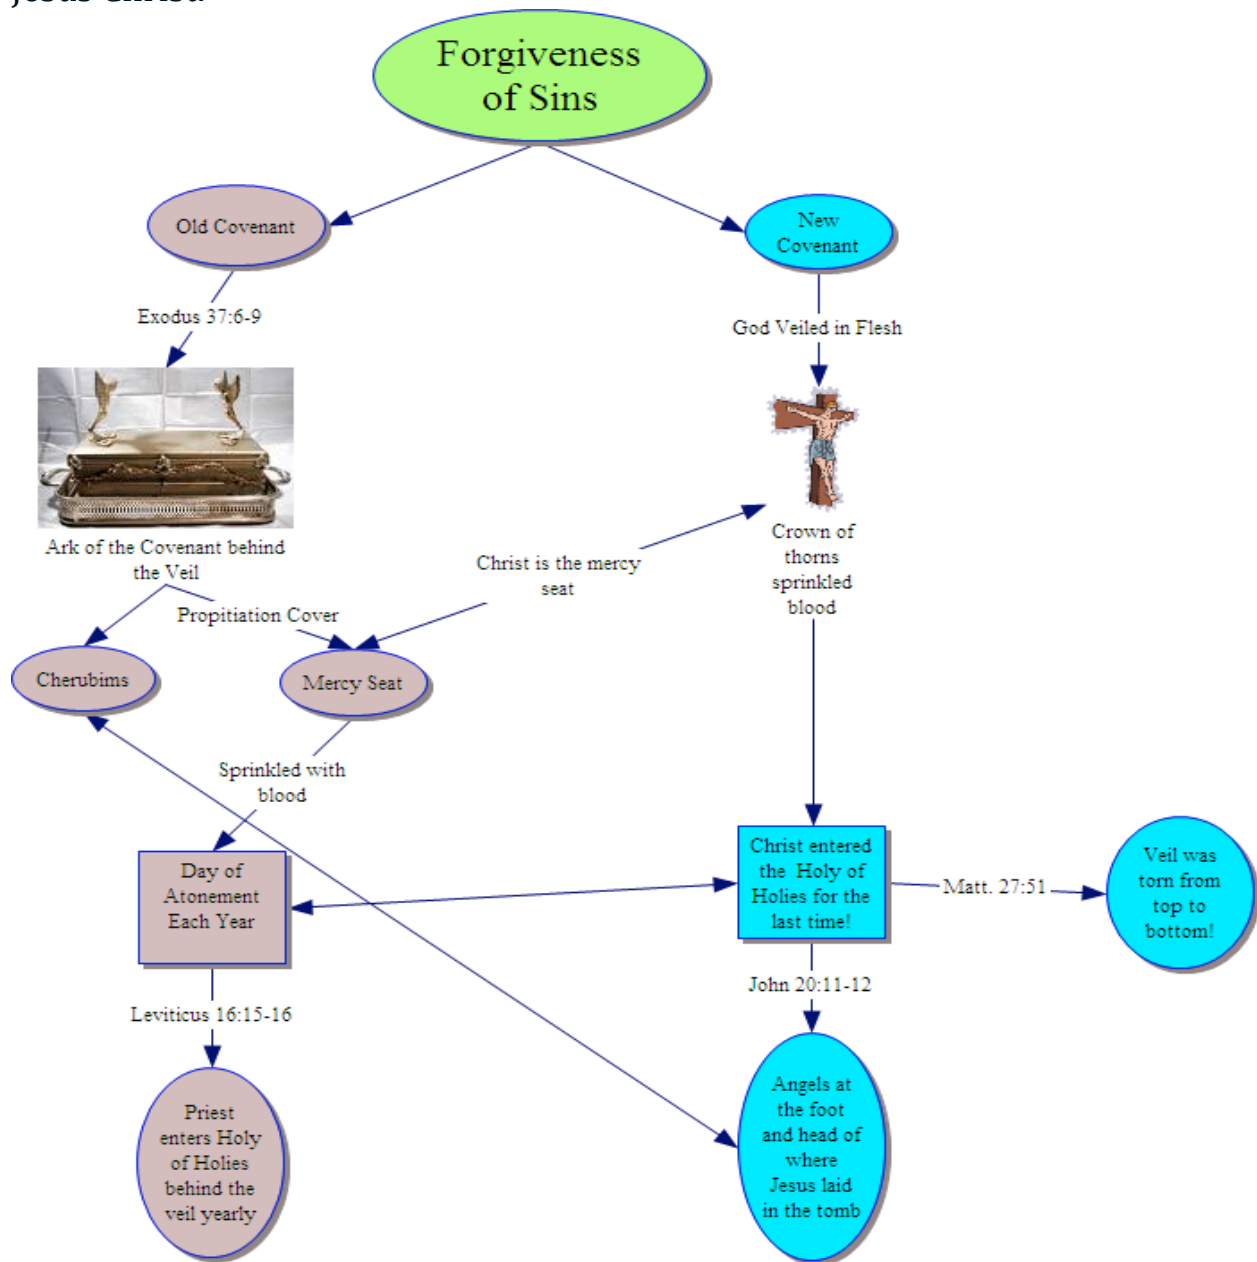 Jesus Christ
Forgiveness
of Sins
Old Covenant
New
Covenant
Exodus 37:6-9
God Veiled in Flesh
Ark of the Covenant behind
the Veil
Christ is the mercy
seat
Crown of
thorns
sprinkled
blood
Propitiation Cover
Cherubims
Mercy Seat
Sprinkled with
blood
Day of
Atonement
Each Year
Christ entered
the Holy of
Holies for the
last time!
Matt. 27:51
Veil was
torn from
top to
bottom!
Leviticus 16:15-16
John 20:11-12
Priest
enters Holy
of Holies
behind the
veil yearly
Angels at
the foot
and head of
where
Jesus laid
in the tomb